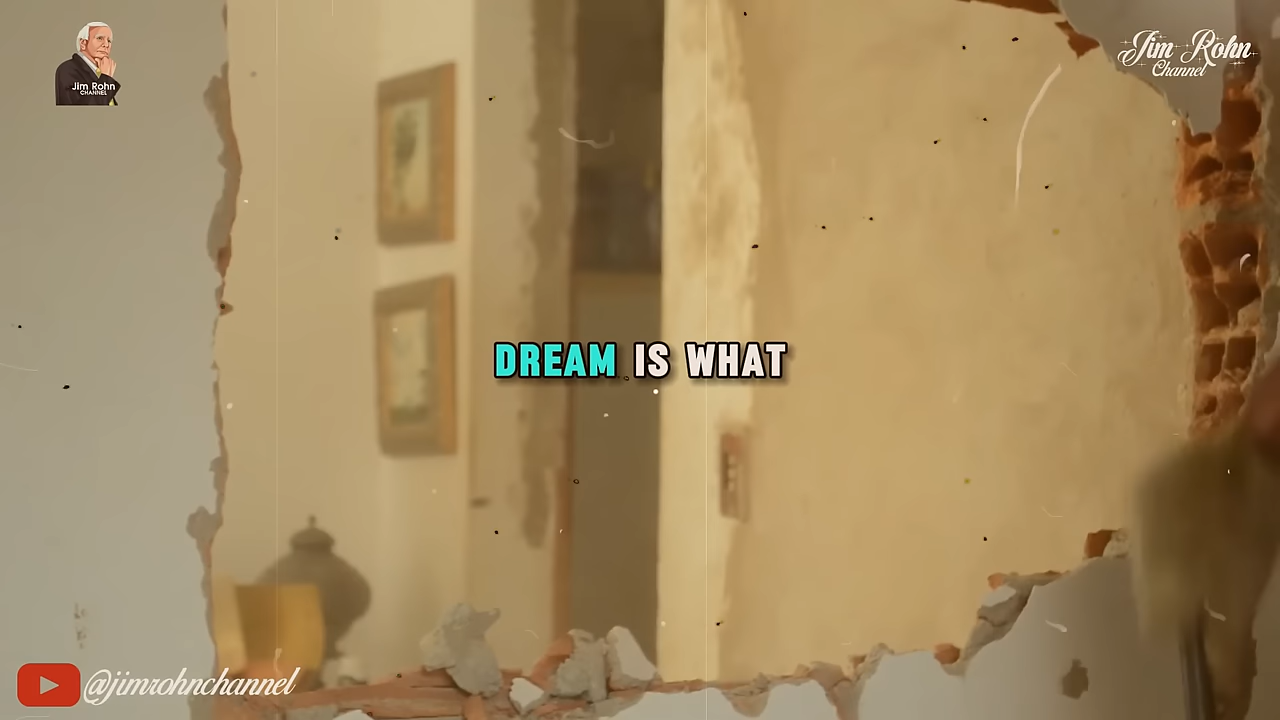 Jim Rohn
CHANNEL
Jim Rohn
Channel
DREAM IS WHAT
@jimrohnchannel